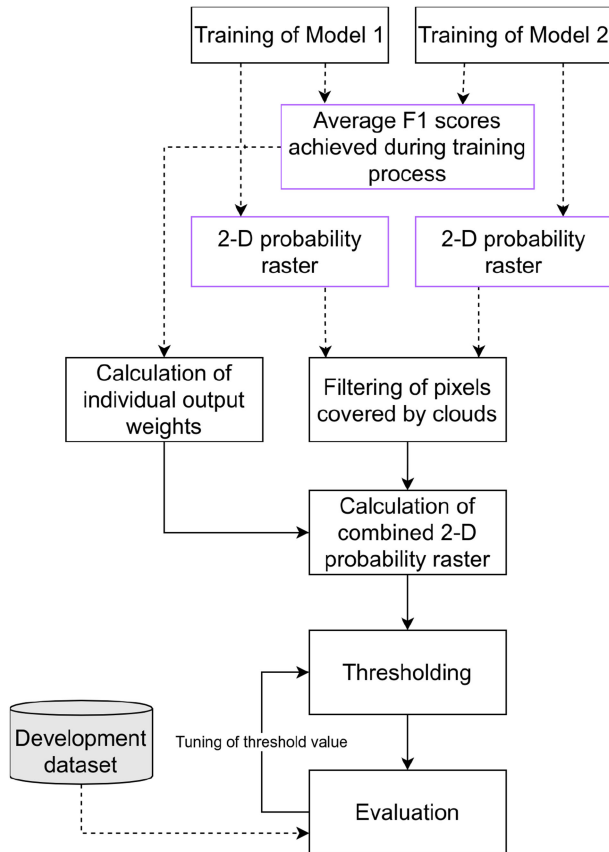 Training of Model 1
Training of Model 2
Average F1 scores
achieved during training
process
2-D probability
raster
2-D probability
raster
Calculation of
individual output
weights
Filtering of pixels
covered by clouds
Calculation of
combined 2-D
probability raster
Thresholding
Tuning of threshold value
Development
dataset
Evaluation